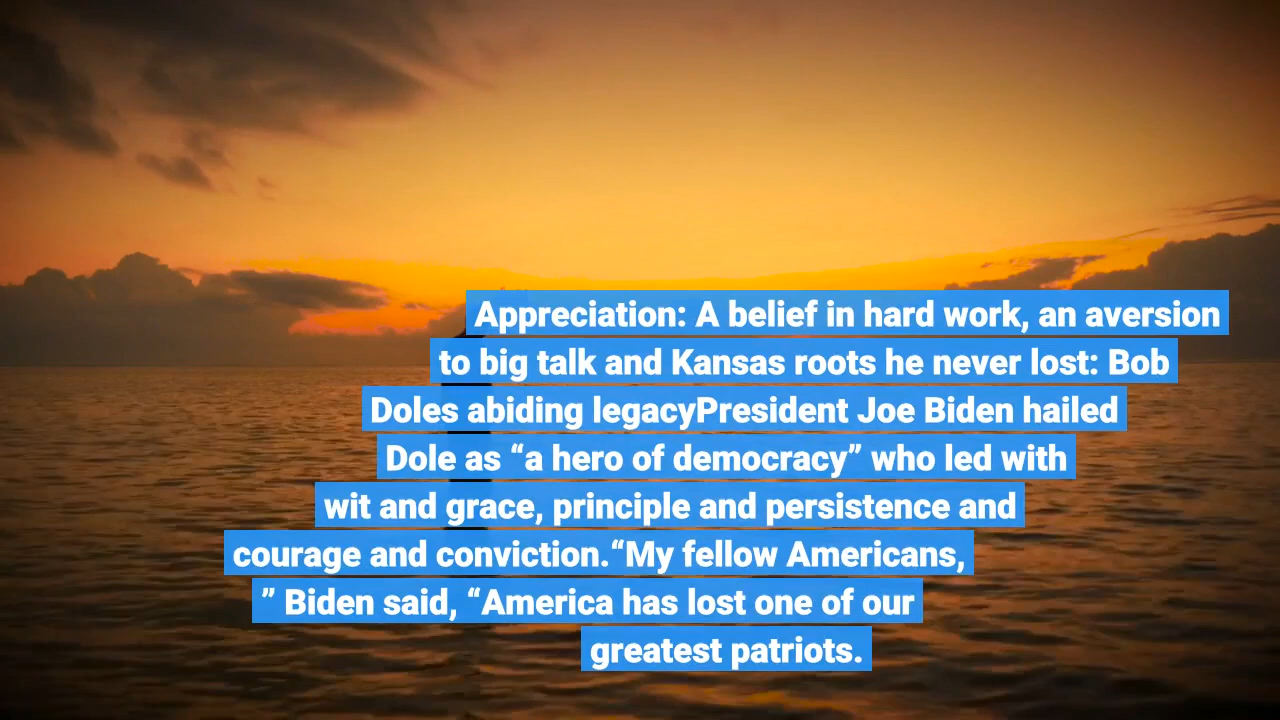 Appreciation: A belief in hard work, an aversion
to big talk and Kansas roots he never lost: Bob
Doles abiding legacyPresident Joe Biden hailed
Dole as “a hero of democracy” who led with
wit and grace, principle and persistence and
courage and conviction.“My fellow Americans,
” Biden said, “America has lost one of our
greatest patriots.